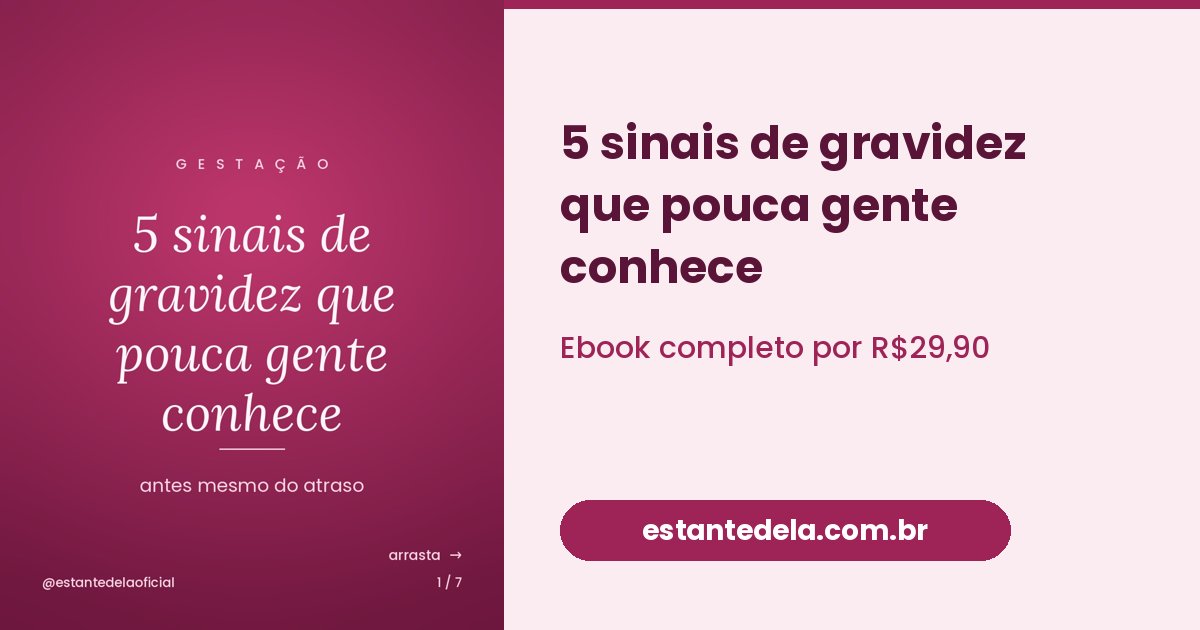 GESTAÇÃO
5 sinais de
gravidez que
pouca gente
conhece
antes mesmo do atraso
arrasta →
@estantedelaoficial
1 / 7
5 sinais de gravidez
que pouca gente
conhece
Ebook completo por R$29,90
estantedela.com.br